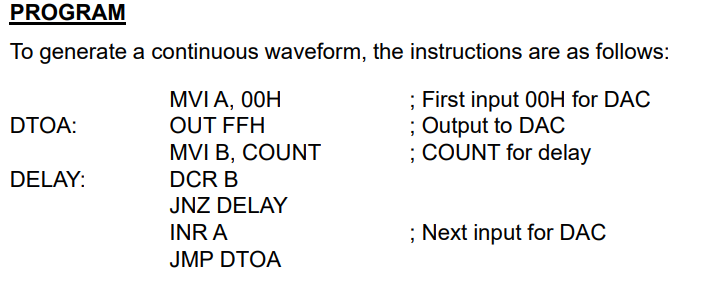 PROGRAM
To generate a continuous waveform, the instructions are as follows:
MVI A, 00H ; First input 00H for DAC
DTOA: OUT FFH ; Output to DAC
MVI B, COUNT ; COUNT for delay
DELAY: DCR B
JNZ DELAY
INR A ; Next input for DAC
JMP DTOA